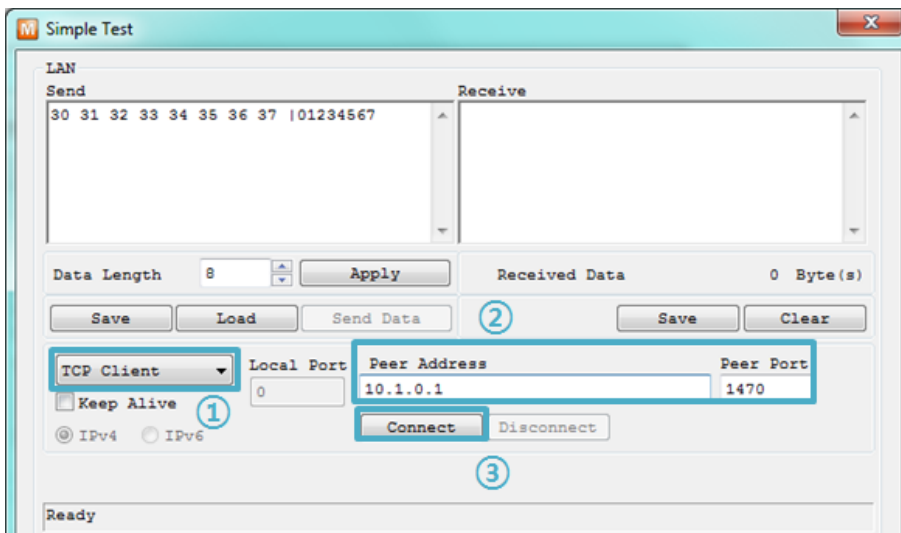 M Simple Test X
LAN
Send Receive
30 31 32 33 34 35 36 37 |01234567
Data Length 8 Apply Received Data 0 Byte(s)
Save Load Send Data ② Save Clear
TCP Client Local Port Peer Address Peer Port
0 10.1.0.1 1470
Keep Alive ①
Connect Disconnect
IPv4 IPv6
③
Ready